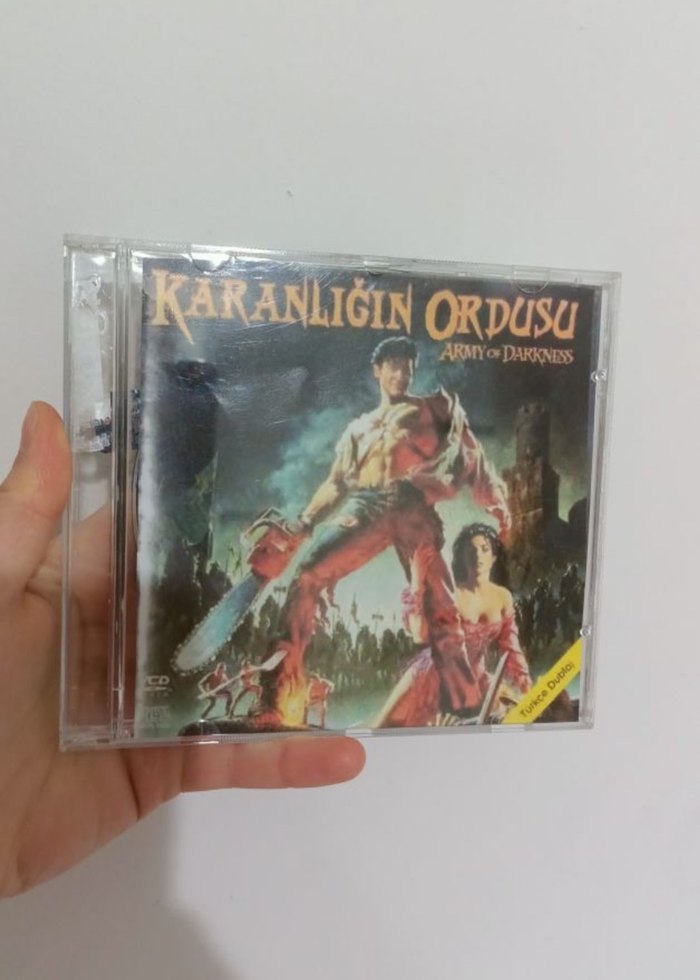 KARANLIĞIN ORDUSU
ARMY OF DARKNESS
Türkçe Dublaj